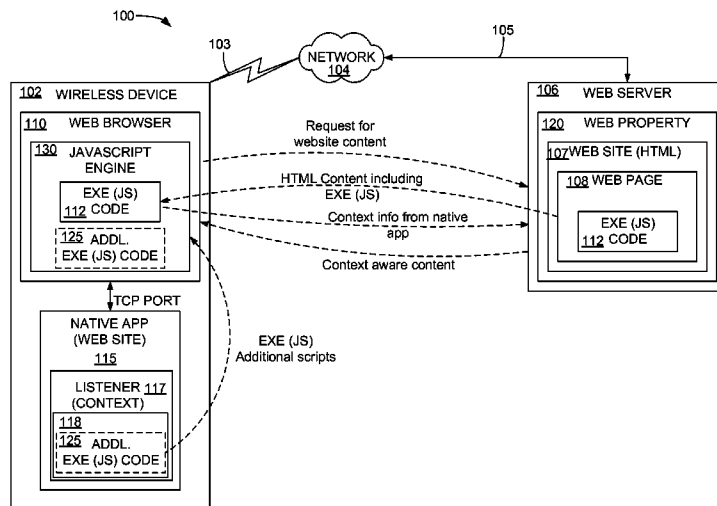 100
103
NETWORK
104
105
102 WIRELESS DEVICE
110 WEB BROWSER
130 JAVASCRIPT
ENGINE
EXE (JS)
112 CODE
125 ADDL.
EXE (JS) CODE
TCP PORT
NATIVE APP
(WEB SITE)
115
LISTENER 117
(CONTEXT)
118
125 ADDL.
EXE (JS) CODE
Request for
website content
HTML Content including
EXE (JS)
Context info from native
app
Context aware content
EXE (JS)
Additional scripts
106 WEB SERVER
120 WEB PROPERTY
107 WEB SITE (HTML)
108 WEB PAGE
EXE (JS)
112 CODE